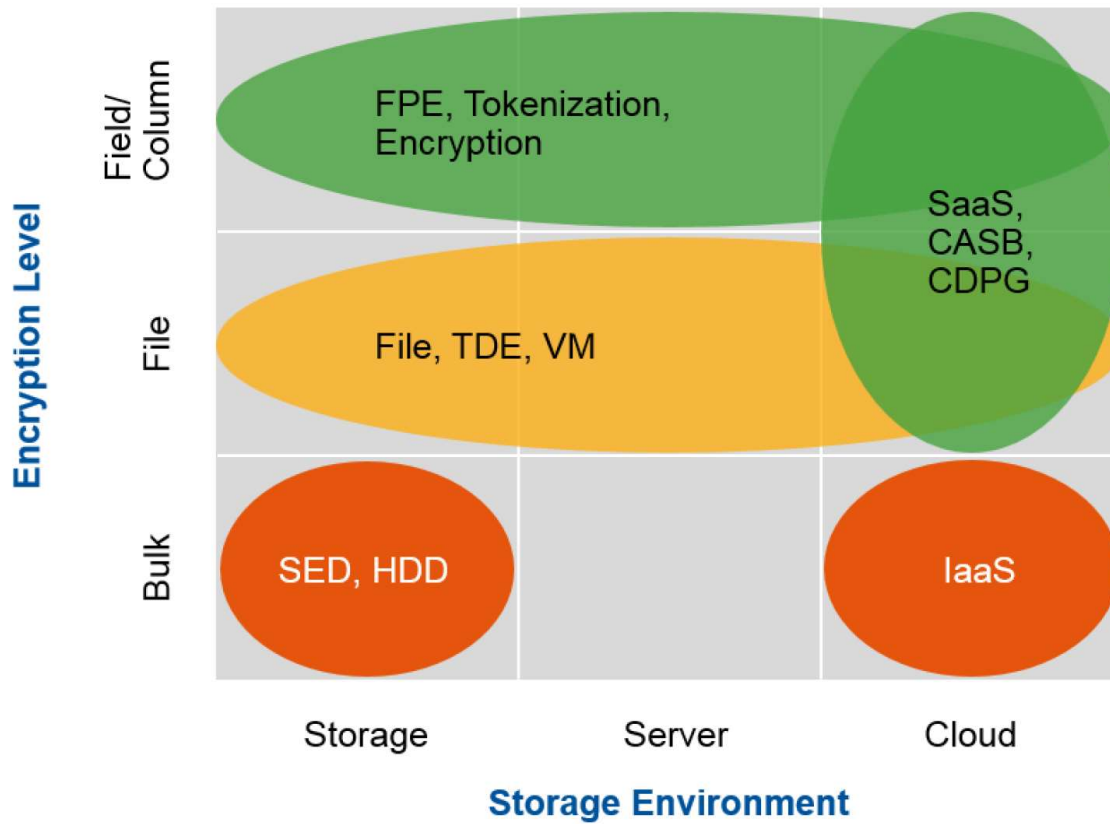 Encryption Level
Field/
Column
File
Bulk
FPE, Tokenization,
Encryption
SaaS,
CASB,
CDPG
File, TDE, VM
SED, HDD
IaaS
Storage
Server
Cloud
Storage Environment